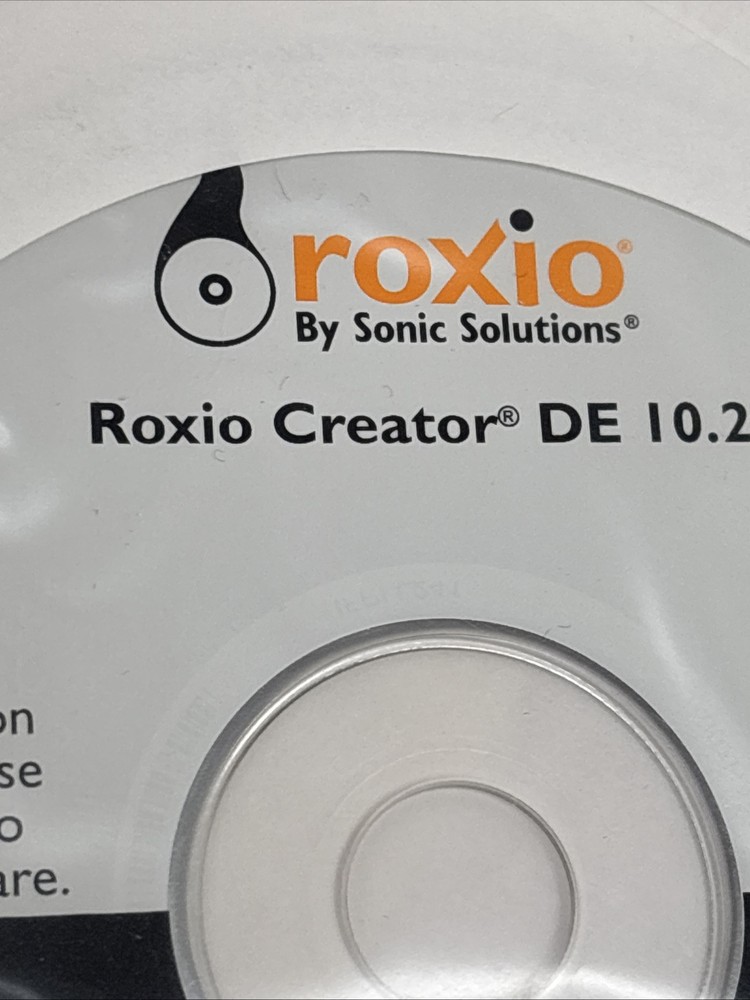 roxio®
By Sonic Solutions®
Roxio Creator® DE 10.2
on
se
o
are.